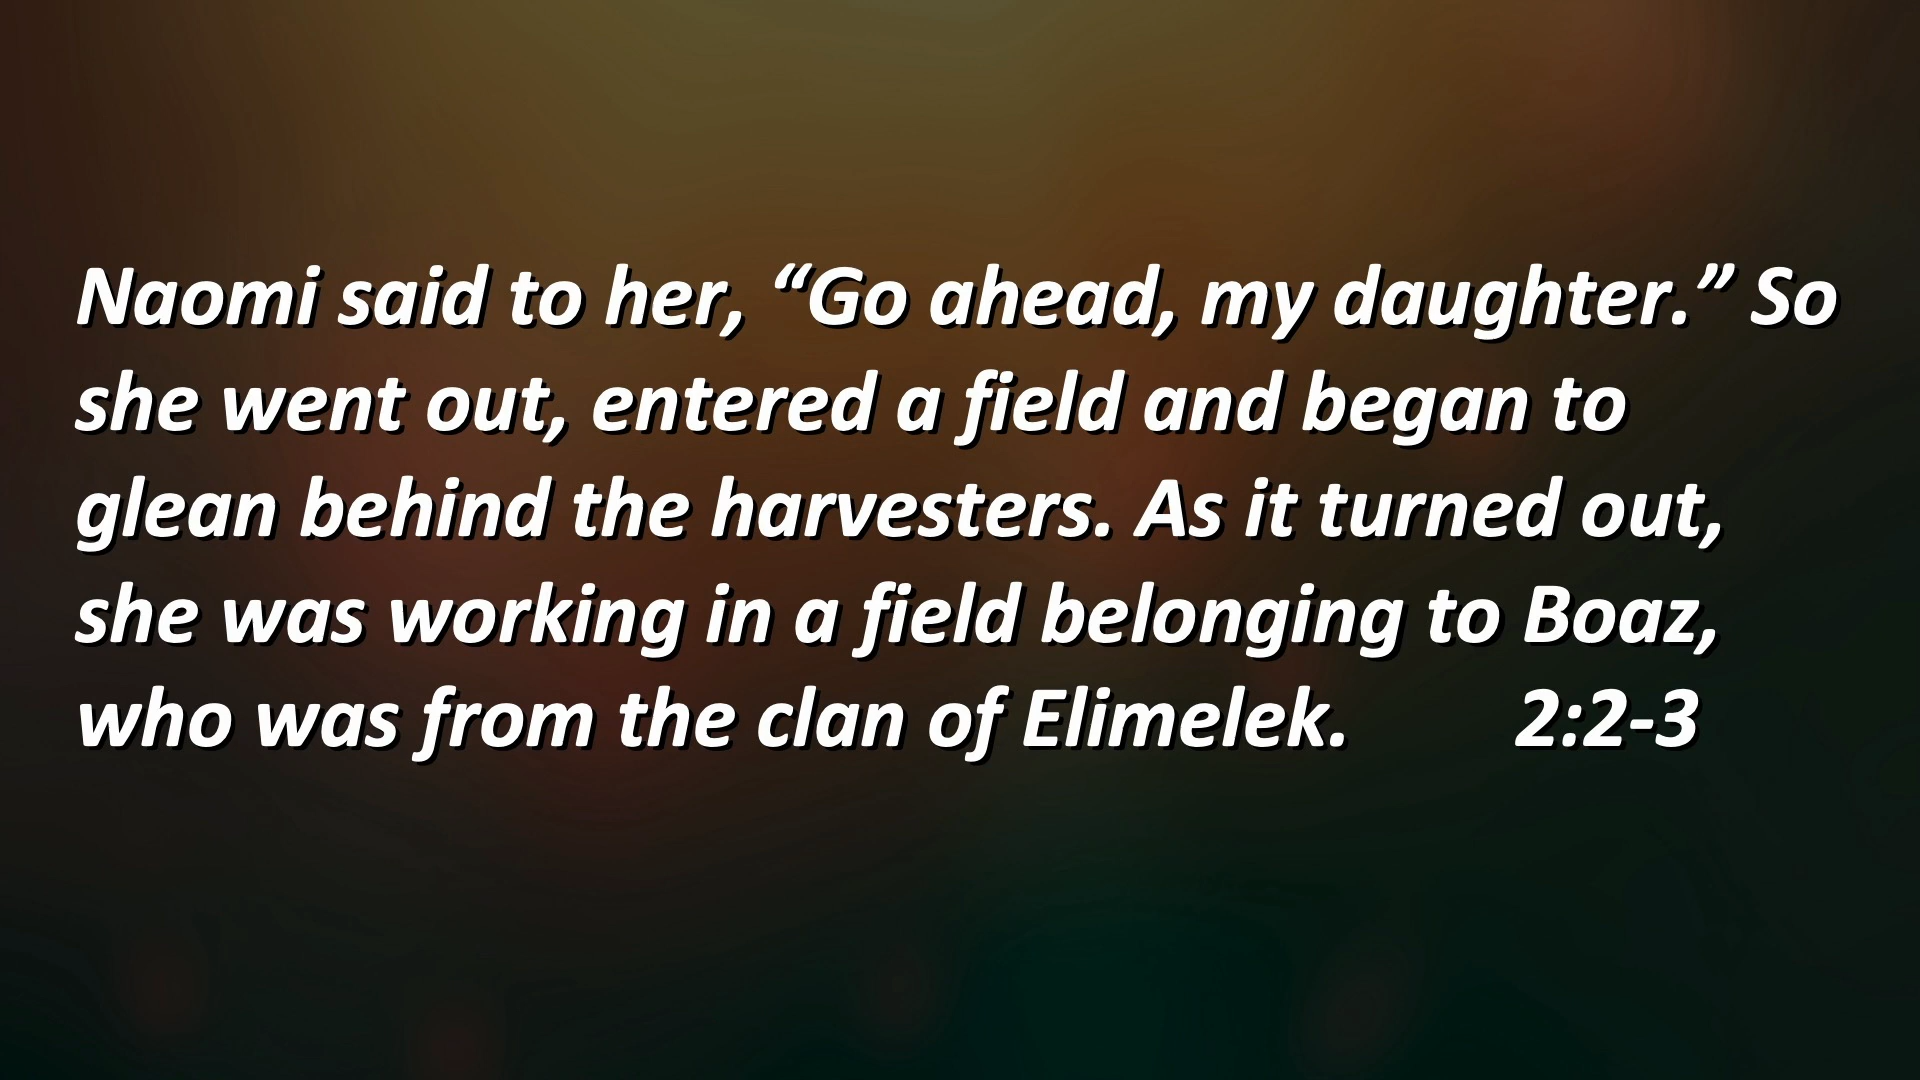 Naomi said to her, “Go ahead, my daughter.” So
she went out, entered a field and began to
glean behind the harvesters. As it turned out,
she was working in a field belonging to Boaz,
who was from the clan of Elimelek. 2:2-3